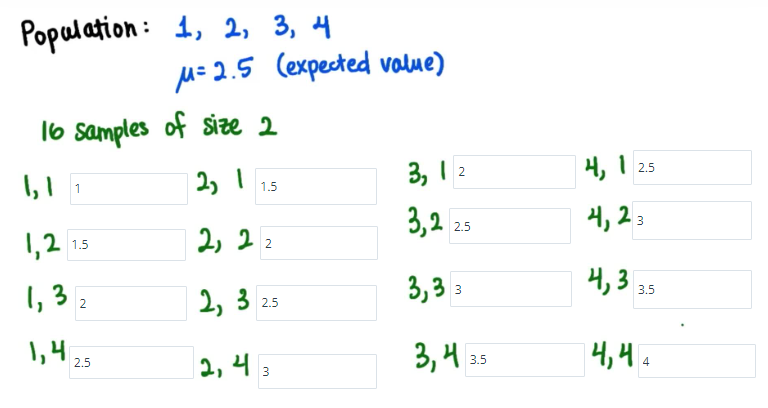 Population: 1, 2, 3, 4
μ = 2.5 (expected value)
16 samples of size 2
1,1 1 2, 1 1.5 3, 1 2 4, 1 2.5
1,2 1.5 2, 2 2 3,2 2.5 4, 2 3
1, 3 2 2, 3 2.5 3,3 3 4,3 3.5
1,4 2.5 2, 4 3 3, 4 3.5 4,4 4